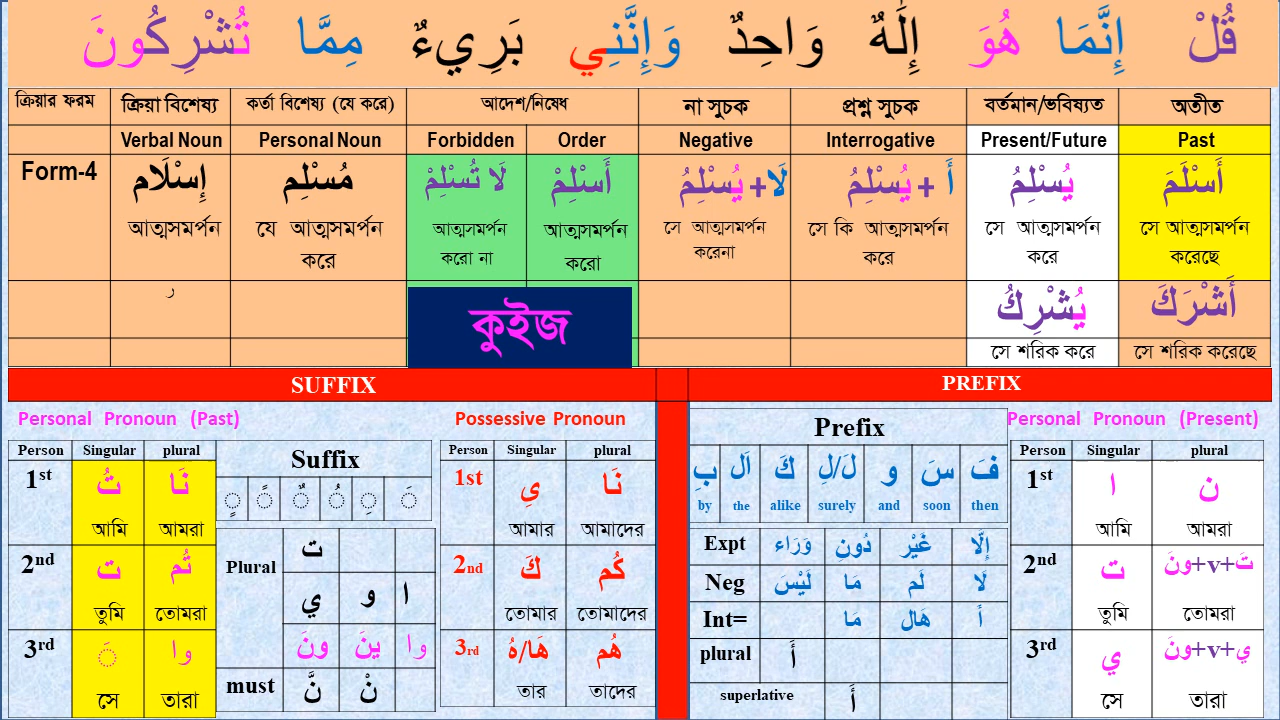 قُلْ إِنَّمَا هُوَ إِلَٰهٌ وَاحِدٌ وَإِنَّنِي بَرِيءٌ مِمَّا تُشْرِكُونَ
ক্রিয়ার ফরম ক্রিয়া বিশেষ্য কর্তা বিশেষ্য (যে করে) আদেশ/নিষেধ না সুচক প্রশ্ন সুচক বর্তমান/ভবিষ্যত অতীত
Verbal Noun Personal Noun Forbidden Order Negative Interrogative Present/Future Past
Form-4 إِسْلَام مُسْلِم لَا تُسْلِمْ أَسْلِمْ لَا+ يُسْلِمُ أَ + يُسْلِمُ يُسْلِمُ أَسْلَمَ
আত্মসমর্পন যে আত্মসমর্পন আত্মসমর্পন আত্মসমর্পন সে আত্মসমর্পন সে কি আত্মসমর্পন সে আত্মসমর্পন সে আত্মসমর্পন
করে করো না করো করেনা করে করে করেছে
ر يُشْرِكُ أَشْرَكَ
কুইজ
সে শরিক করে সে শরিক করেছে
SUFFIX PREFIX
Personal Pronoun (Past) Possessive Pronoun Prefix Personal Pronoun (Present)
Person Singular plural Suffix Person Singular plural بِ اَل كَ لَ/لِ و سَ فَ Person Singular plural
1st تُ نَا ٍ ً ٌ ُ ِ َ 1st ي نَا by the alike surely and soon then 1st ا ن
আমি আমরা আমার আমাদের আমি আমরা
Plural ت Expt وَرَاء دُونِ غَيْر إِلَّا
2nd ت تُم ي و ا 2nd كَ كُم Neg لَيْسَ مَا لَم لَا 2nd ت تَ+v+ونَ
তুমি তোমরা তোমার তোমাদের Int= مَا هَال أَ তুমি তোমরা
3rd َ وا ونَ ينَ وا 3rd هَا/هُ هُم plural أَ 3rd ي ي+v+ونَ
সে তারা must نَّ نْ তার তাদের superlative أَ সে তারা